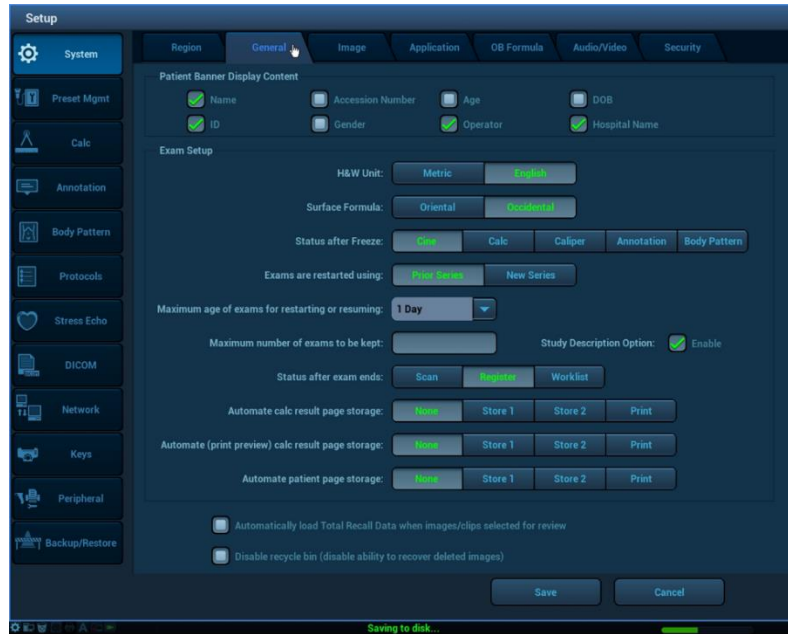 Setup
System
Preset Mgmt
Calc
Annotation
Body Pattern
Protocols
Stress Echo
DICOM
Network
Keys
Peripheral
Backup/Restore
Region General Image Application OB Formula Audio/Video Security
Patient Banner Display Content
Name Accession Number Age DOB
ID Gender Operator Hospital Name
Exam Setup
H&W Unit: Metric English
Surface Formula: Oriental Occidental
Status after Freeze: Cine Calc Caliper Annotation Body Pattern
Exams are restarted using: Prior Series New Series
Maximum age of exams for restarting or resuming: 1 Day
Maximum number of exams to be kept: Study Description Option: Enable
Status after exam ends: Scan Register Worklist
Automate calc result page storage: None Store 1 Store 2 Print
Automate (print preview) calc result page storage: None Store 1 Store 2 Print
Automate patient page storage: None Store 1 Store 2 Print
Automatically load Total Recall Data when images/clips selected for review
Disable recycle bin (disable ability to recover deleted images)
Save Cancel
Saving to disk...